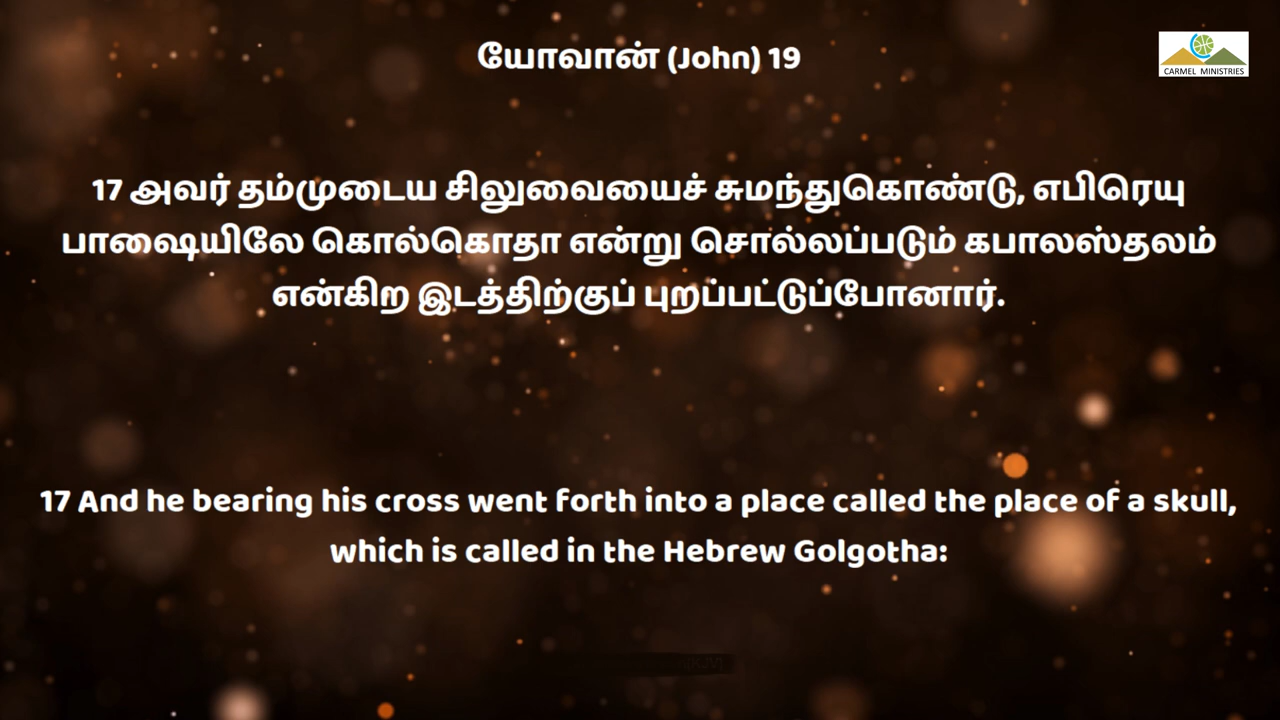 யோவான் (John) 19
CARMEL MINISTRIES
17 அவர் தம்முடைய சிலுவையைச் சுமந்துகொண்டு, எபிரெயு
பாஷையிலே கொல்கொதா என்று சொல்லப்படும் கபாலஸ்தலம்
என்கிற இடத்திற்குப் புறப்பட்டுப்போனார்.
17 And he bearing his cross went forth into a place called the place of a skull,
which is called in the Hebrew Golgotha: